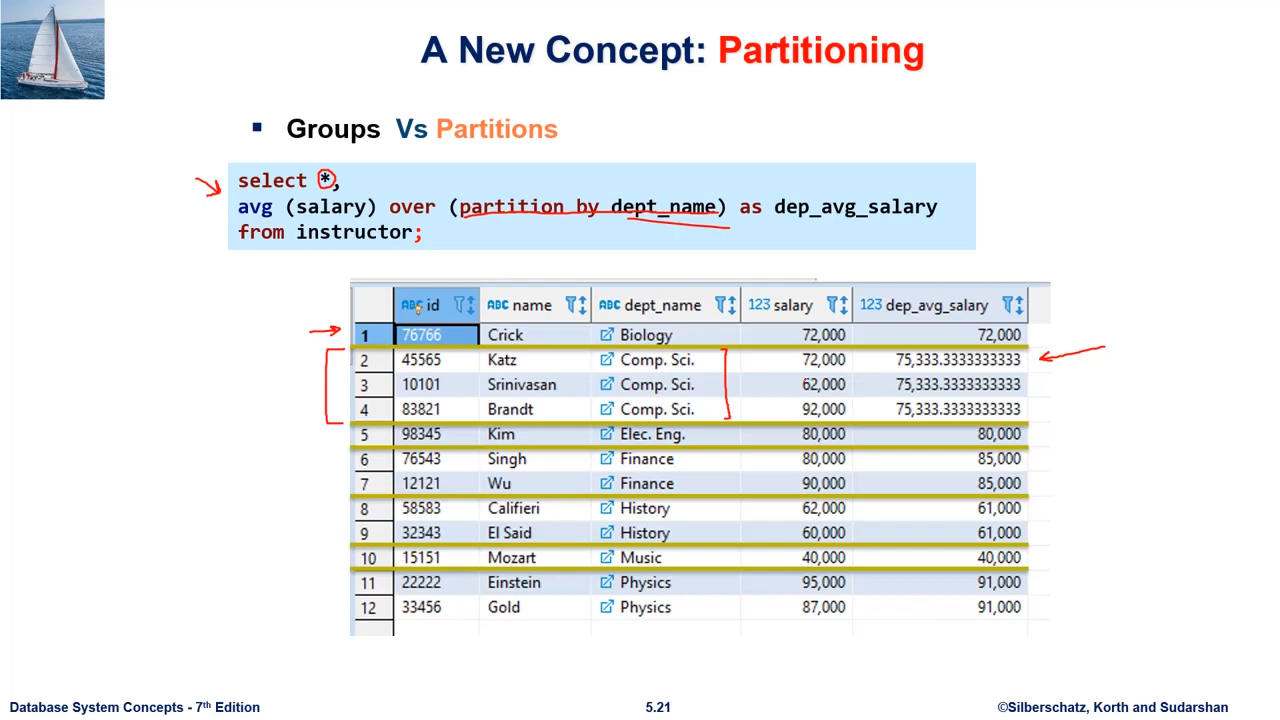 A New Concept: Partitioning
Groups Vs Partitions
select *,
avg (salary) over (partition by dept_name) as dep_avg_salary
from instructor;
ABC id ABC name ABC dept_name 123 salary 123 dep_avg_salary
1 76766 Crick Biology 72,000 72,000
2 45565 Katz Comp. Sci. 72,000 75,333.3333333333
3 10101 Srinivasan Comp. Sci. 62,000 75,333.3333333333
4 83821 Brandt Comp. Sci. 92,000 75,333.3333333333
5 98345 Kim Elec. Eng. 80,000 80,000
6 76543 Singh Finance 80,000 85,000
7 12121 Wu Finance 90,000 85,000
8 58583 Califieri History 62,000 61,000
9 32343 El Said History 60,000 61,000
10 15151 Mozart Music 40,000 40,000
11 22222 Einstein Physics 95,000 91,000
12 33456 Gold Physics 87,000 91,000
Database System Concepts - 7th Edition 5.21 ©Silberschatz, Korth and Sudarshan